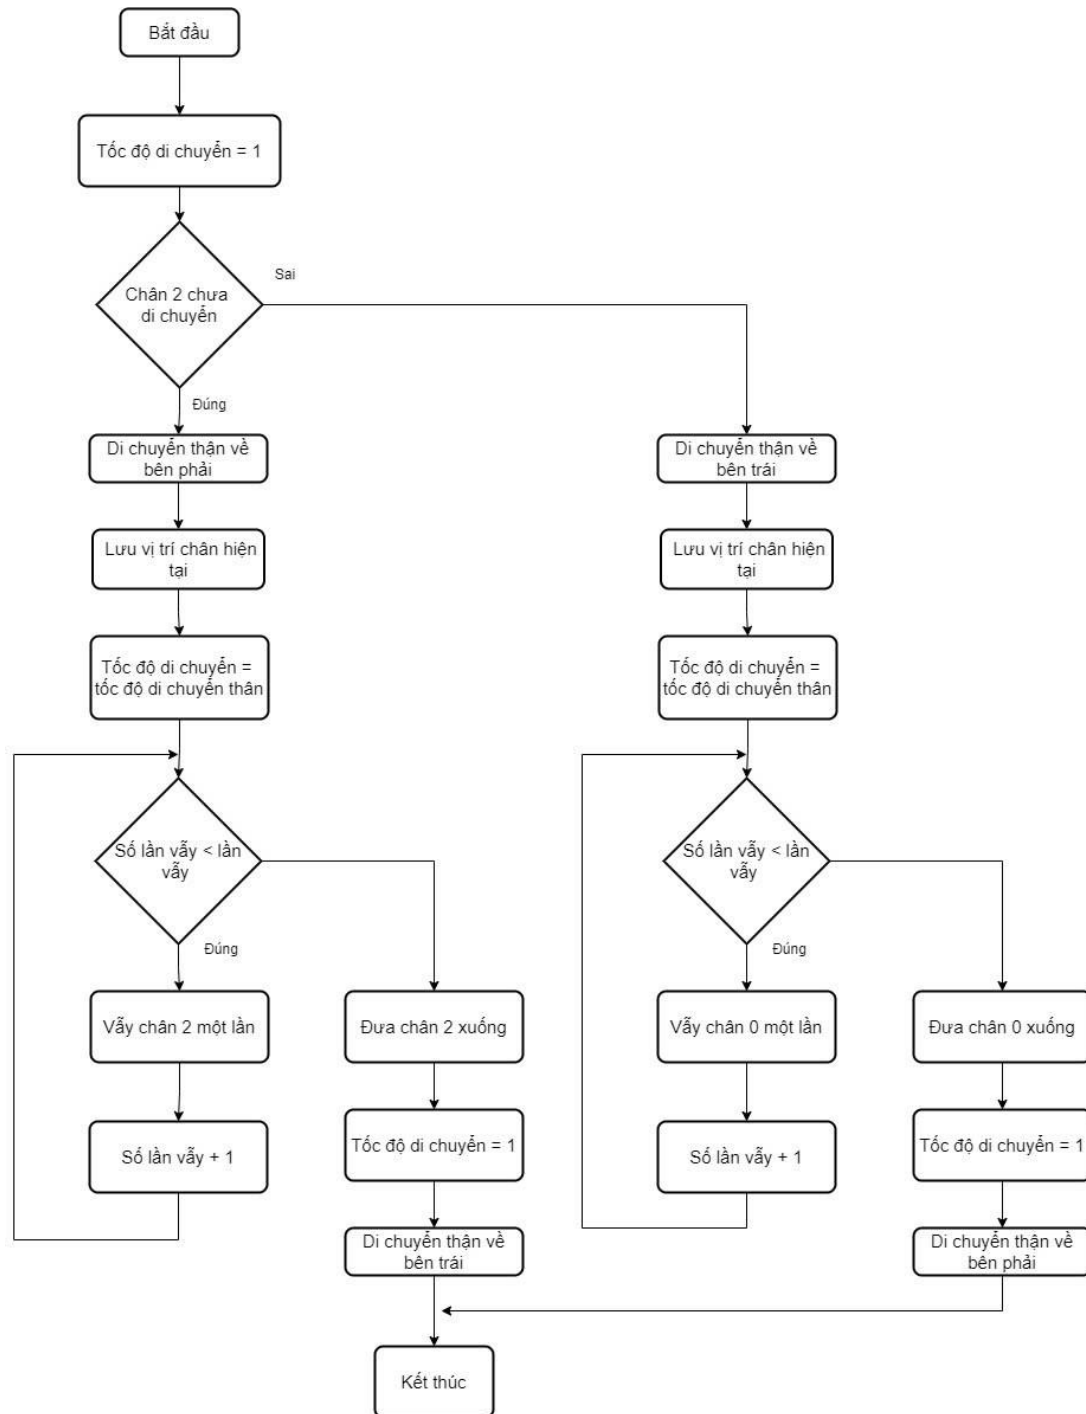 Bắt đầu
Tốc độ di chuyển = 1
Chân 2 chưa
di chuyển
Sai
Đúng
Di chuyển thận về
bên phải
Lưu vị trí chân hiện
tại
Tốc độ di chuyển =
tốc độ di chuyển thân
Số lần vẫy < lần
vẫy
Đúng
Vẫy chân 2 một lần
Số lần vẫy + 1
Đưa chân 2 xuống
Tốc độ di chuyển = 1
Di chuyển thận về
bên trái
Di chuyển thận về
bên trái
Lưu vị trí chân hiện
tại
Tốc độ di chuyển =
tốc độ di chuyển thân
Số lần vẫy < lần
vẫy
Đúng
Vẫy chân 0 một lần
Số lần vẫy + 1
Đưa chân 0 xuống
Tốc độ di chuyển = 1
Di chuyển thận về
bên phải
Kết thúc